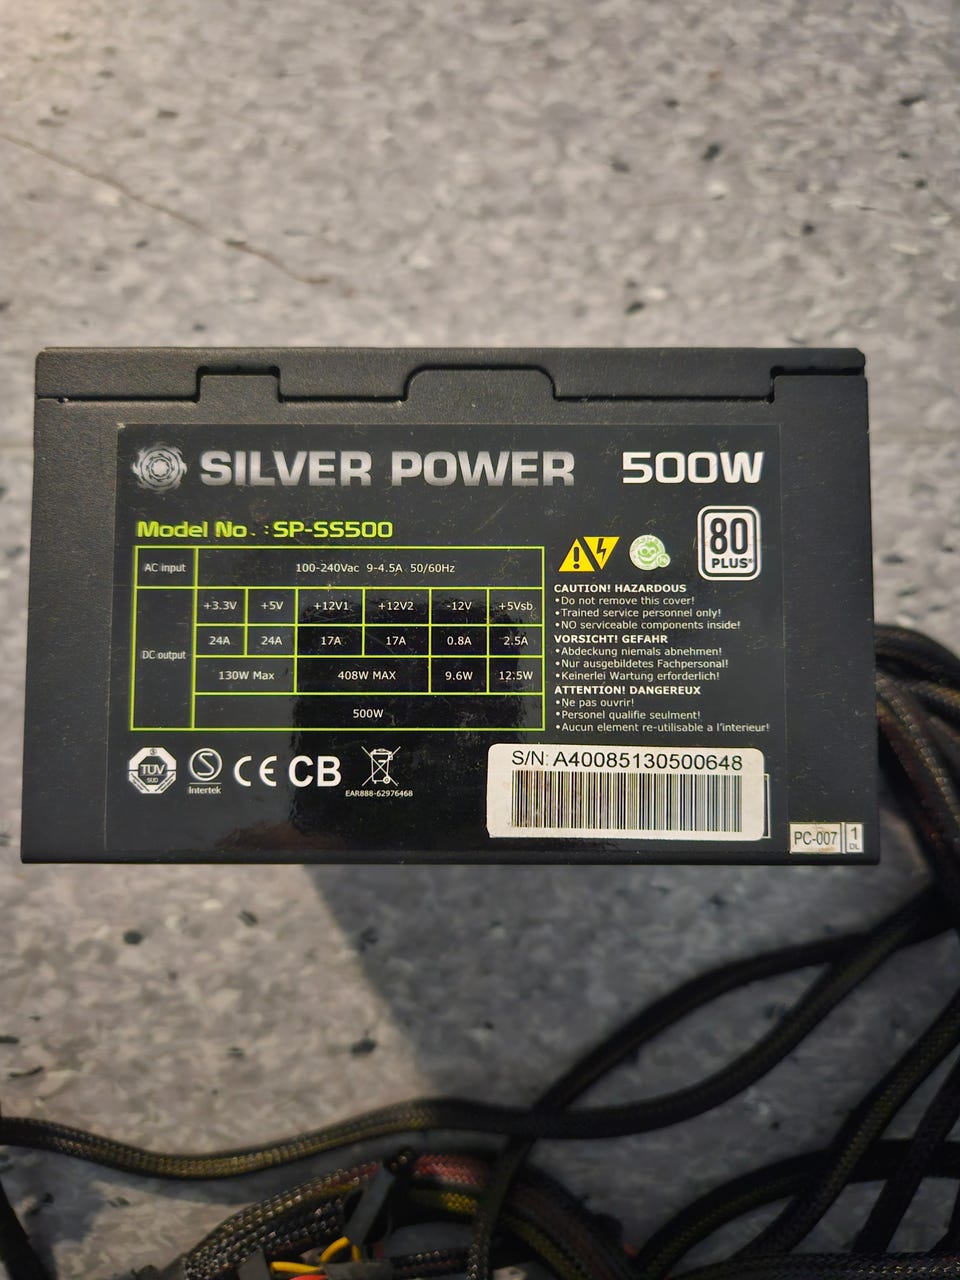 SILVER POWER 500W
Model No. : SP-SS500
AC input 100-240Vac 9-4.5A 50/60Hz
DC output +3.3V +5V +12V1 +12V2 -12V +5Vsb
24A 24A 17A 17A 0.8A 2.5A
130W Max 408W MAX 9.6W 12.5W
500W
80
PLUS®
CAUTION! HAZARDOUS
•Do not remove this cover!
•Trained service personnel only!
•NO serviceable components inside!
VORSICHT! GEFAHR
•Abdeckung niemals abnehmen!
•Nur ausgebildetes Fachpersonal!
•Keinerlei Wartung erforderlich!
ATTENTION! DANGEREUX
•Ne pas ouvrir!
•Personel qualifie seulment!
•Aucun element re-utilisable a l'interieur!
TUV
SUD
S
Intertek
CE CB
EAR888-62976468
S/N: A40085130500648
PC-007 1
DL